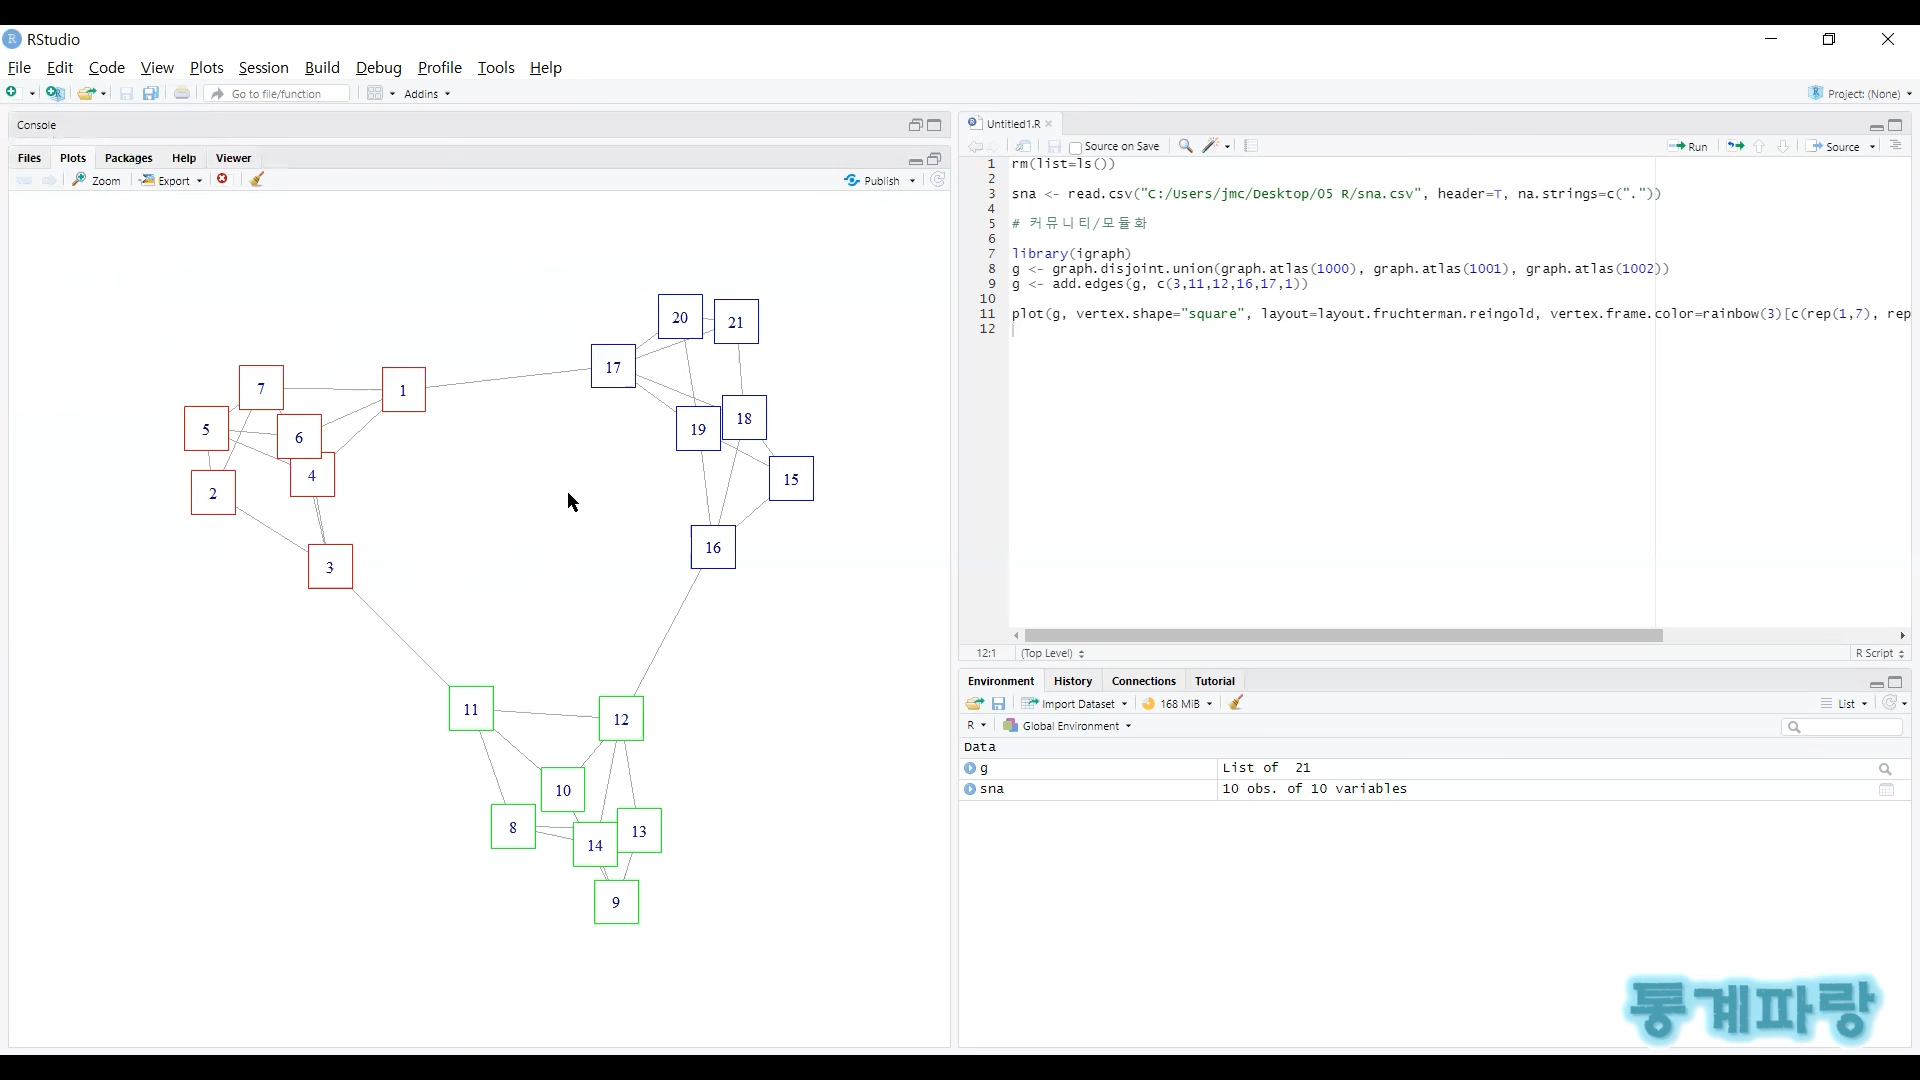 RStudio
File Edit Code View Plots Session Build Debug Profile Tools Help
Go to file/function Addins Project: (None)
Console
Files Plots Packages Help Viewer
Zoom Export Publish
20
21
17
7
1
5
6
18
19
4
2
15
16
3
11
12
10
8
13
14
9
Untitled1.R
Source on Save Run Source
1 rm(list=ls())
2
3 sna <- read.csv("C:/Users/jmc/Desktop/05 R/sna.csv", header=T, na.strings=c("."))
4
5 # 커뮤니티/모듈화
6
7 library(igraph)
8 g <- graph.disjoint.union(graph.atlas(1000), graph.atlas(1001), graph.atlas(1002))
9 g <- add.edges(g, c(3,11,12,16,17,1))
10
11 plot(g, vertex.shape="square", layout=layout.fruchterman.reingold, vertex.frame.color=rainbow(3)[c(rep(1,7), rep
12
12:1 (Top Level) R Script
Environment History Connections Tutorial
Import Dataset 168 MiB List
R Global Environment
Data
g List of 21
sna 10 obs. of 10 variables
통계파랑